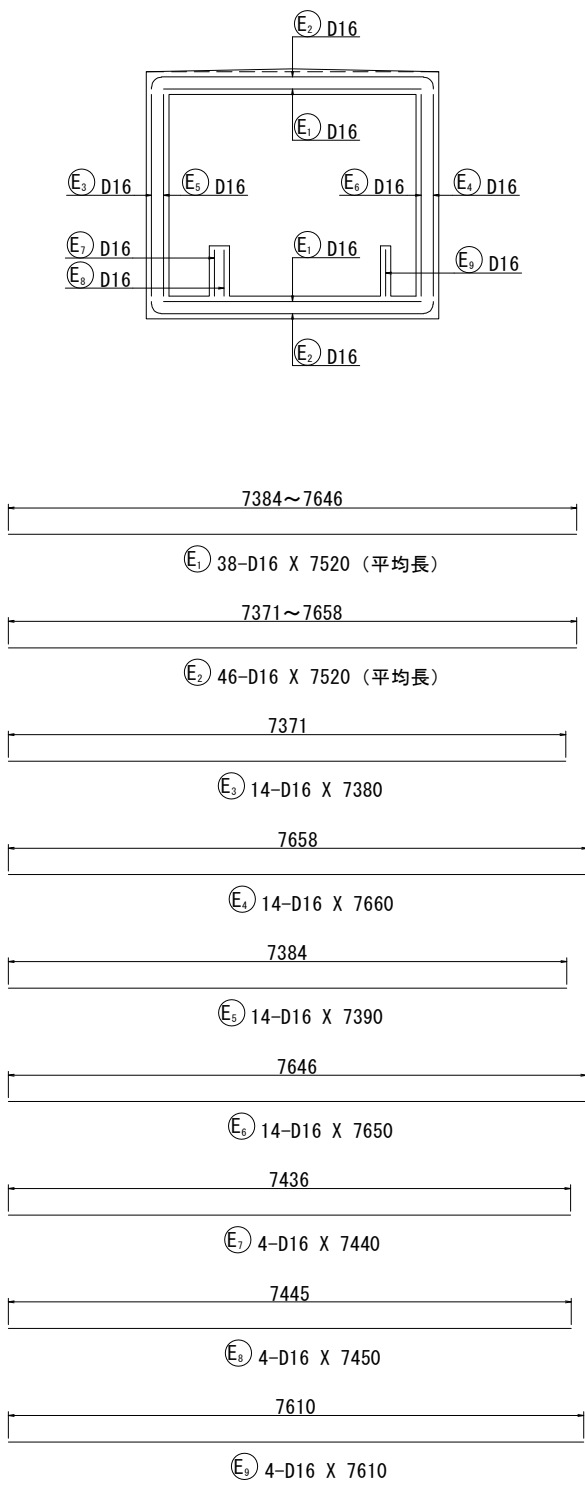 E₂ D16
E₁ D16
E₃ D16 E₅ D16 E₆ D16 E₄ D16
E₇ D16 E₁ D16 E₉ D16
E₈ D16
E₂ D16
7384～7646
E₁ 38-D16 X 7520 (平均長)
7371～7658
E₂ 46-D16 X 7520 (平均長)
7371
E₃ 14-D16 X 7380
7658
E₄ 14-D16 X 7660
7384
E₅ 14-D16 X 7390
7646
E₆ 14-D16 X 7650
7436
E₇ 4-D16 X 7440
7445
E₈ 4-D16 X 7450
7610
E₉ 4-D16 X 7610